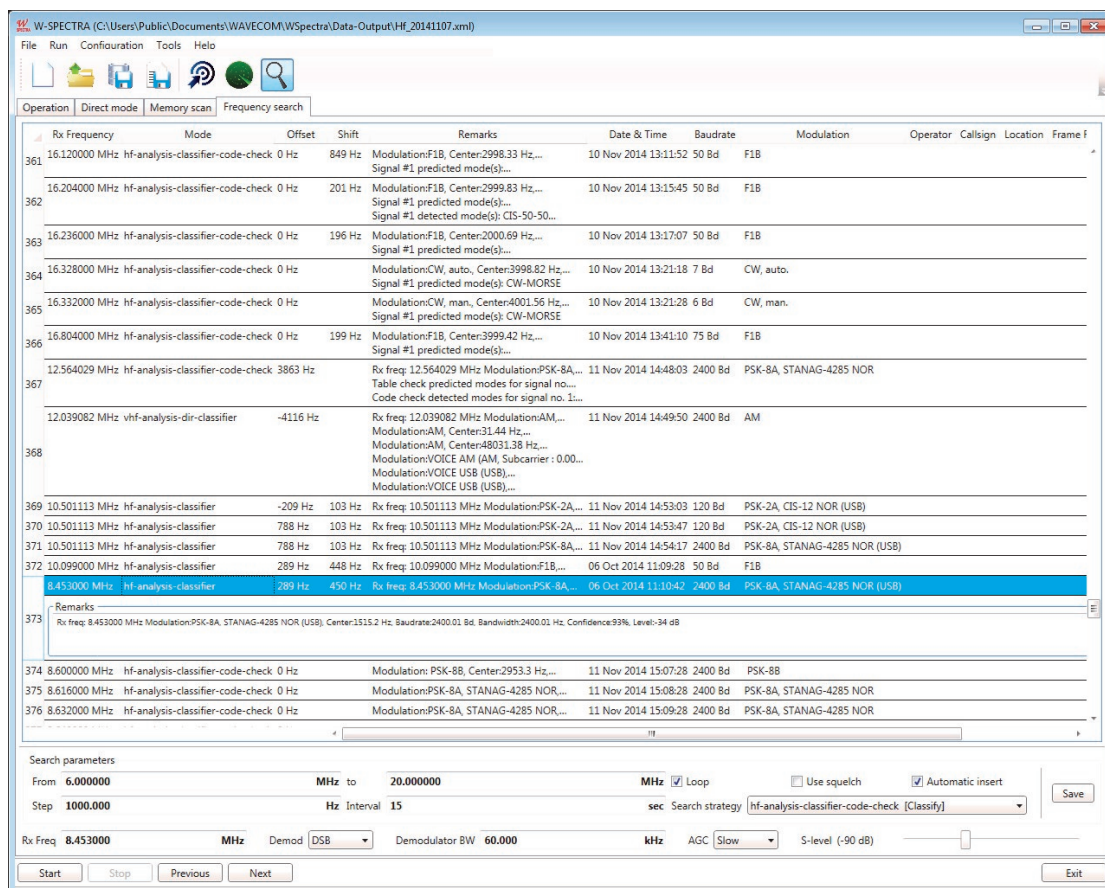 W-SPECTRA (C:\Users\Public\Documents\WAVECOM\WSpectra\Data-Output\Hf_20141107.xml)
File Run Configuration Tools Help
Operation Direct mode Memory scan Frequency search
Rx Frequency Mode Offset Shift Remarks Date & Time Baudrate Modulation Operator Callsign Location Frame F
361 16.120000 MHz hf-analysis-classifier-code-check 0 Hz 849 Hz Modulation:F1B, Center:2998.33 Hz,... 10 Nov 2014 13:11:52 50 Bd F1B
Signal #1 predicted mode(s):...
362 16.204000 MHz hf-analysis-classifier-code-check 0 Hz 201 Hz Modulation:F1B, Center:2999.83 Hz,... 10 Nov 2014 13:15:45 50 Bd F1B
Signal #1 predicted mode(s):...
Signal #1 detected mode(s): CIS-50-50...
363 16.236000 MHz hf-analysis-classifier-code-check 0 Hz 196 Hz Modulation:F1B, Center:2000.69 Hz,... 10 Nov 2014 13:17:07 50 Bd F1B
Signal #1 predicted mode(s):...
364 16.328000 MHz hf-analysis-classifier-code-check 0 Hz Modulation:CW, auto., Center:3998.82 Hz,... 10 Nov 2014 13:21:18 7 Bd CW, auto.
Signal #1 predicted mode(s): CW-MORSE
365 16.332000 MHz hf-analysis-classifier-code-check 0 Hz Modulation:CW, man., Center:4001.56 Hz,... 10 Nov 2014 13:21:28 6 Bd CW, man.
Signal #1 predicted mode(s): CW-MORSE
366 16.804000 MHz hf-analysis-classifier-code-check 0 Hz 199 Hz Modulation:F1B, Center:3999.42 Hz,... 10 Nov 2014 13:41:10 75 Bd F1B
Signal #1 predicted mode(s):...
367 12.564029 MHz hf-analysis-classifier-code-check 3863 Hz Rx freq: 12.564029 MHz Modulation:PSK-8A,... 11 Nov 2014 14:48:03 2400 Bd PSK-8A, STANAG-4285 NOR
Table check predicted modes for signal no....
Code check detected modes for signal no. 1:...
368 12.039082 MHz vhf-analysis-dir-classifier -4116 Hz Rx freq: 12.039082 MHz Modulation:AM,... 11 Nov 2014 14:49:50 2400 Bd AM
Modulation:AM, Center:31.44 Hz,...
Modulation:AM, Center:48031.38 Hz,...
Modulation:VOICE AM (AM, Subcarrier : 0.00...
Modulation:VOICE USB (USB),...
Modulation:VOICE USB (USB),...
369 10.501113 MHz hf-analysis-classifier -209 Hz 103 Hz Rx freq: 10.501113 MHz Modulation:PSK-2A,... 11 Nov 2014 14:53:03 120 Bd PSK-2A, CIS-12 NOR (USB)
370 10.501113 MHz hf-analysis-classifier 788 Hz 103 Hz Rx freq: 10.501113 MHz Modulation:PSK-2A,... 11 Nov 2014 14:53:47 120 Bd PSK-2A, CIS-12 NOR (USB)
371 10.501113 MHz hf-analysis-classifier 788 Hz 103 Hz Rx freq: 10.501113 MHz Modulation:PSK-8A,... 11 Nov 2014 14:54:17 2400 Bd PSK-8A, STANAG-4285 NOR (USB)
372 10.099000 MHz hf-analysis-classifier 289 Hz 448 Hz Rx freq: 10.099000 MHz Modulation:F1B,... 06 Oct 2014 11:09:28 50 Bd F1B
8.453000 MHz hf-analysis-classifier 289 Hz 450 Hz Rx freq: 8.453000 MHz Modulation:PSK-8A,... 06 Oct 2014 11:10:42 2400 Bd PSK-8A, STANAG-4285 NOR (USB)
Remarks
373 Rx freq: 8.453000 MHz Modulation:PSK-8A, STANAG-4285 NOR (USB), Center:1515.2 Hz, Baudrate:2400.01 Bd, Bandwidth:2400.01 Hz, Confidence:93%, Level:-34 dB
374 8.600000 MHz hf-analysis-classifier-code-check 0 Hz Modulation: PSK-8B, Center:2953.3 Hz,... 11 Nov 2014 15:07:28 2400 Bd PSK-8B
375 8.616000 MHz hf-analysis-classifier-code-check 0 Hz Modulation:PSK-8A, STANAG-4285 NOR,... 11 Nov 2014 15:08:28 2400 Bd PSK-8A, STANAG-4285 NOR
376 8.632000 MHz hf-analysis-classifier-code-check 0 Hz Modulation:PSK-8A, STANAG-4285 NOR,... 11 Nov 2014 15:09:28 2400 Bd PSK-8A, STANAG-4285 NOR
Search parameters
From 6.000000 MHz to 20.000000 MHz Loop Use squelch Automatic insert Save
Step 1000.000 Hz Interval 15 sec Search strategy hf-analysis-classifier-code-check [Classify]
Rx Freq 8.453000 MHz Demod DSB Demodulator BW 60.000 kHz AGC Slow S-level (-90 dB)
Start Stop Previous Next Exit